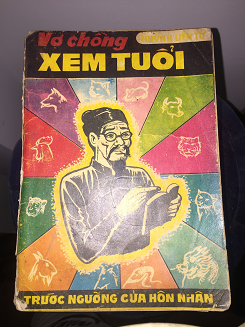 Vợ chồng
XEM TUỔI
TRƯỚC NGƯỠNG CỬA HÔN NHÂN